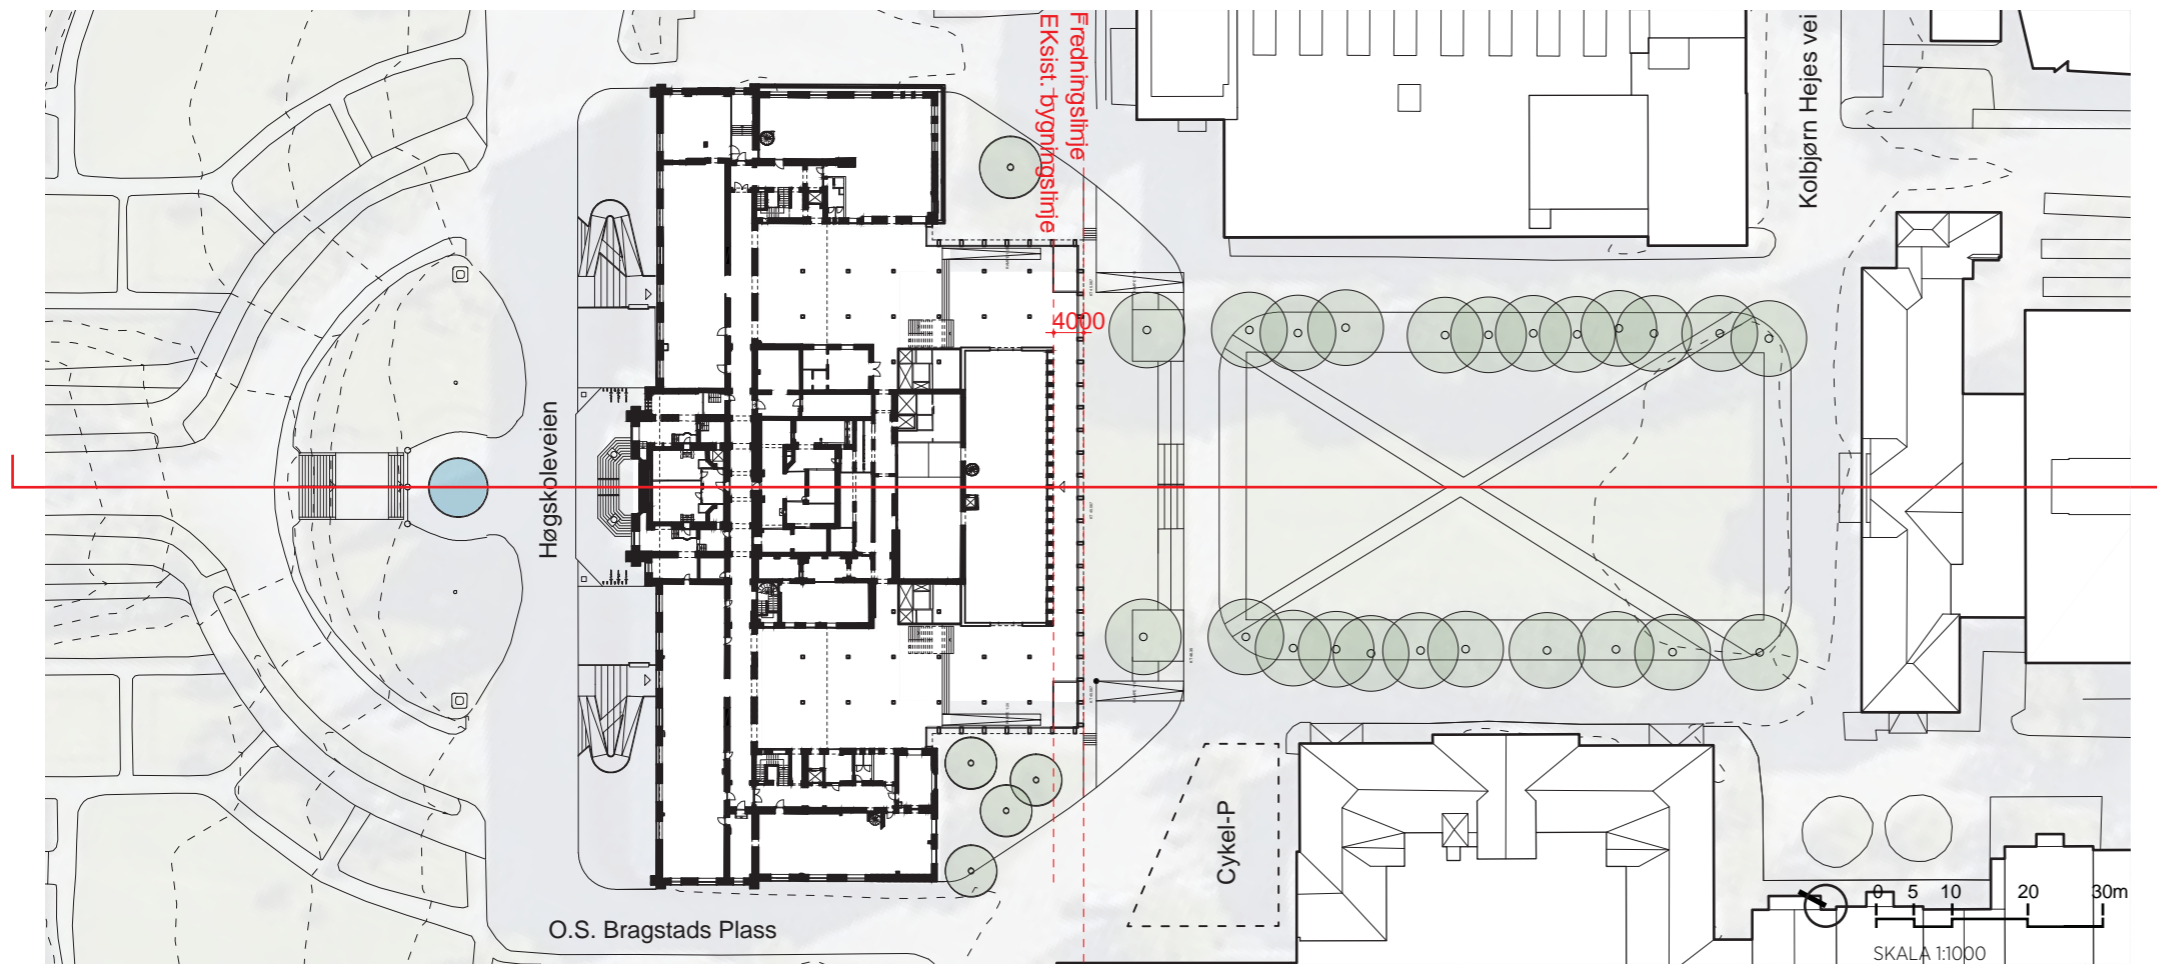 Fredningslinje
EKsist. bygningslinje
Kolbjørn Hejes vei
4000
Høgskoleveien
Cykel-P
O.S. Bragstads Plass
0 5 10 20 30m
SKALA 1:1000